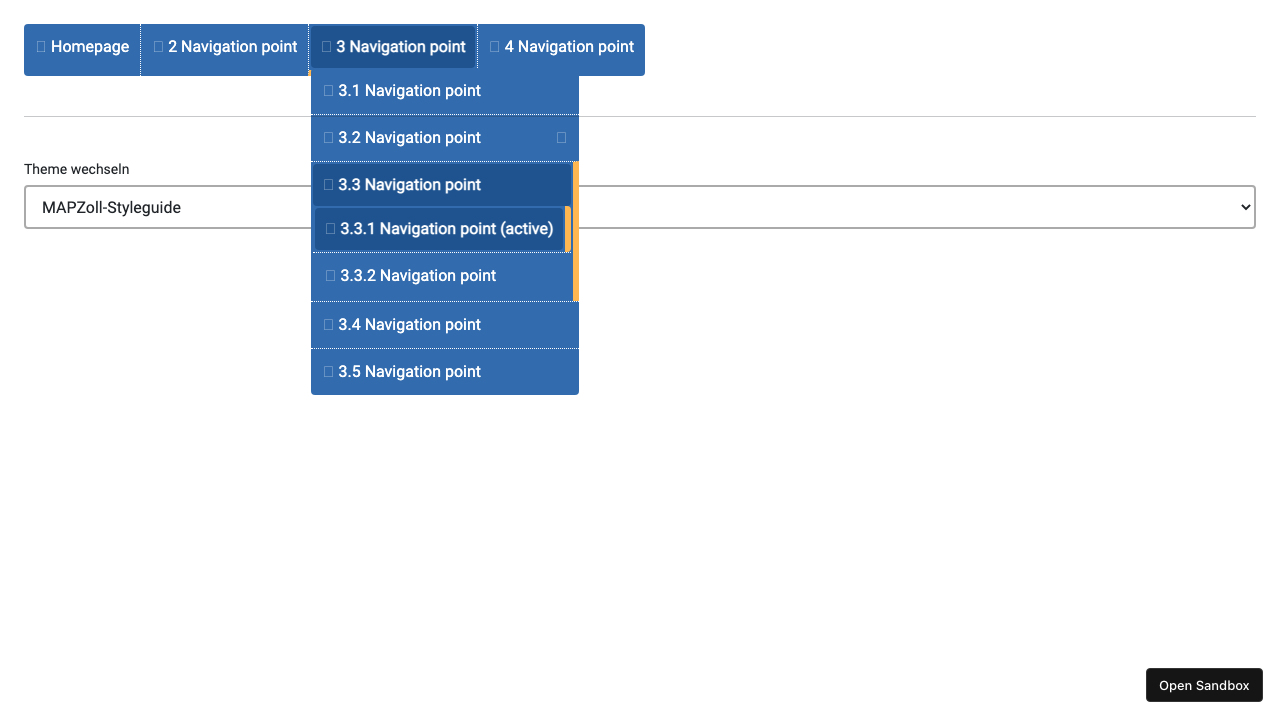 Homepage 2 Navigation point 3 Navigation point 4 Navigation point
3.1 Navigation point
3.2 Navigation point
Theme wechseln
3.3 Navigation point
MAPZoll-Styleguide
3.3.1 Navigation point (active)
3.3.2 Navigation point
3.4 Navigation point
3.5 Navigation point
Open Sandbox